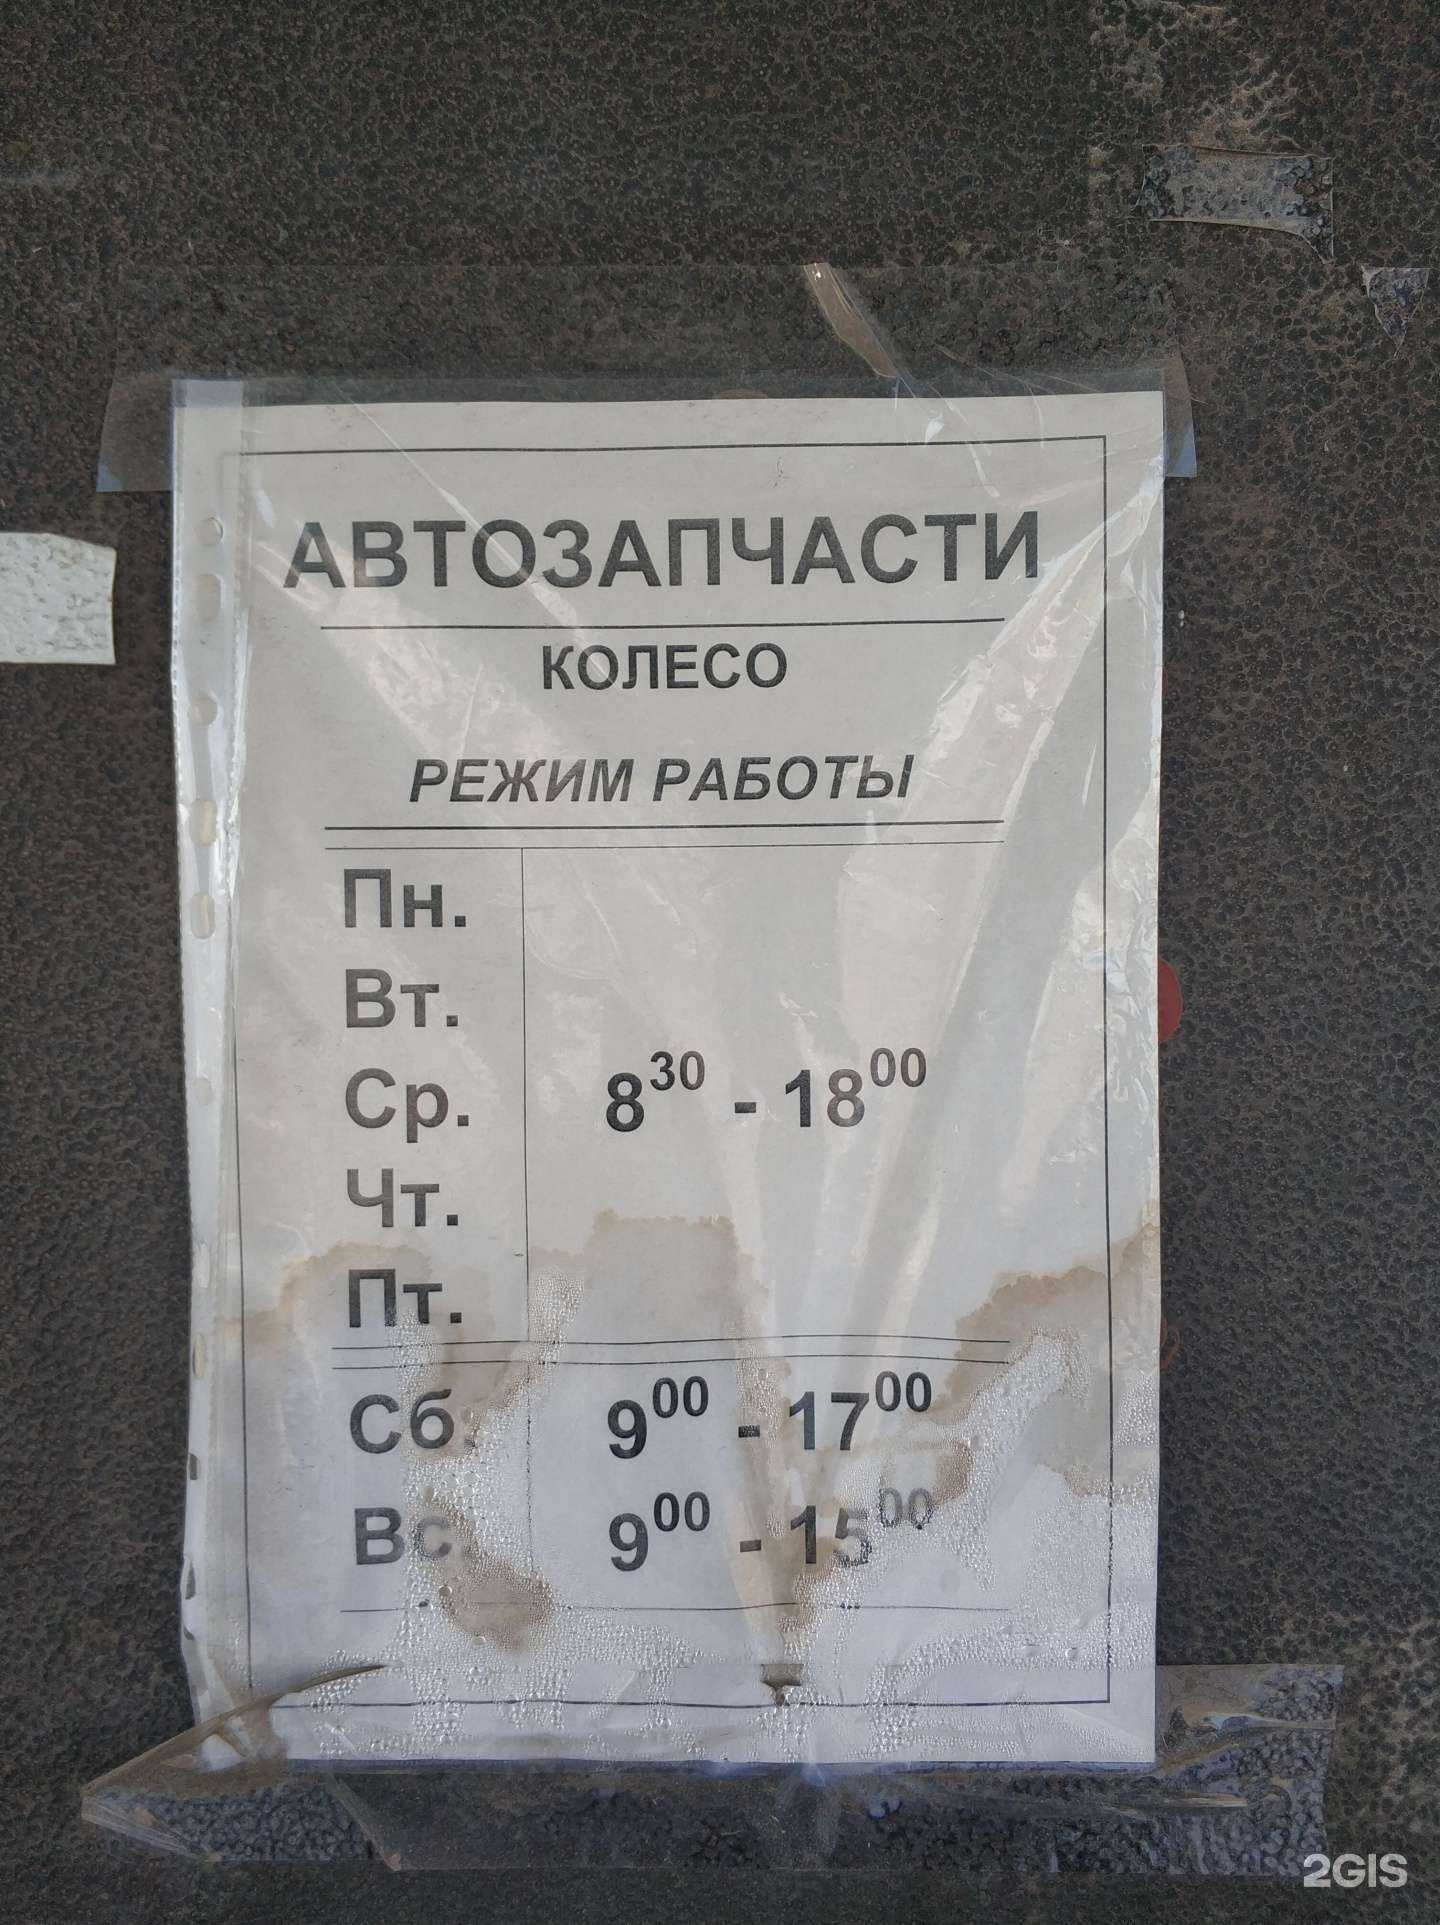 АВТОЗАПЧАСТИ
КОЛЕСО
РЕЖИМ РАБОТЫ
Пн.
Вт.
Ср. 8³⁰ - 18⁰⁰
Чт.
Пт.
Сб. 9⁰⁰ - 17⁰⁰
Вс. 9⁰⁰ - 15⁰⁰
2GIS